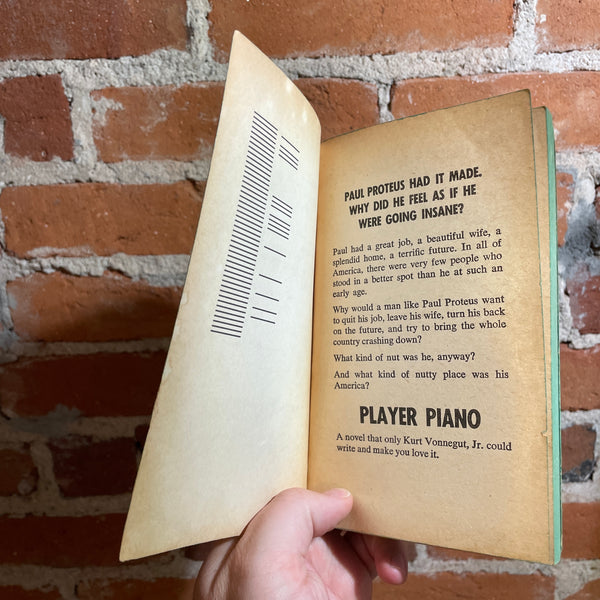 PAUL PROTEUS HAD IT MADE.
WHY DID HE FEEL AS IF HE
WERE GOING INSANE?
Paul had a great job, a beautiful wife, a
splendid home, a terrific future. In all of
America, there were very few people who
stood in a better spot than he at such an
early age.
Why would a man like Paul Proteus want
to quit his job, leave his wife, turn his back
on the future, and try to bring the whole
country crashing down?
What kind of nut was he, anyway?
And what kind of nutty place was his
America?
PLAYER PIANO
A novel that only Kurt Vonnegut, Jr. could
write and make you love it.